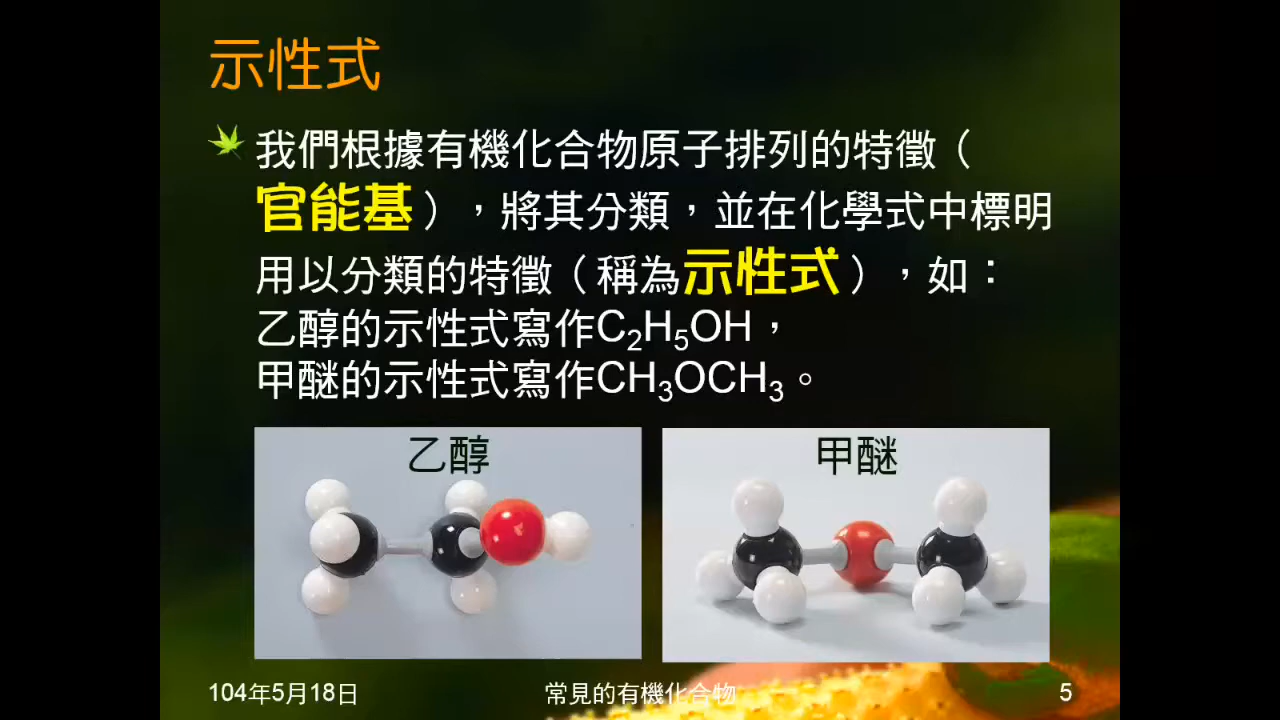 示性式
我們根據有機化合物原子排列的特徵（
官能基），將其分類，並在化學式中標明
用以分類的特徵（稱為示性式），如：
乙醇的示性式寫作C₂H₅OH，
甲醚的示性式寫作CH₃OCH₃。
乙醇
甲醚
104年5月18日
常見的有機化合物
5